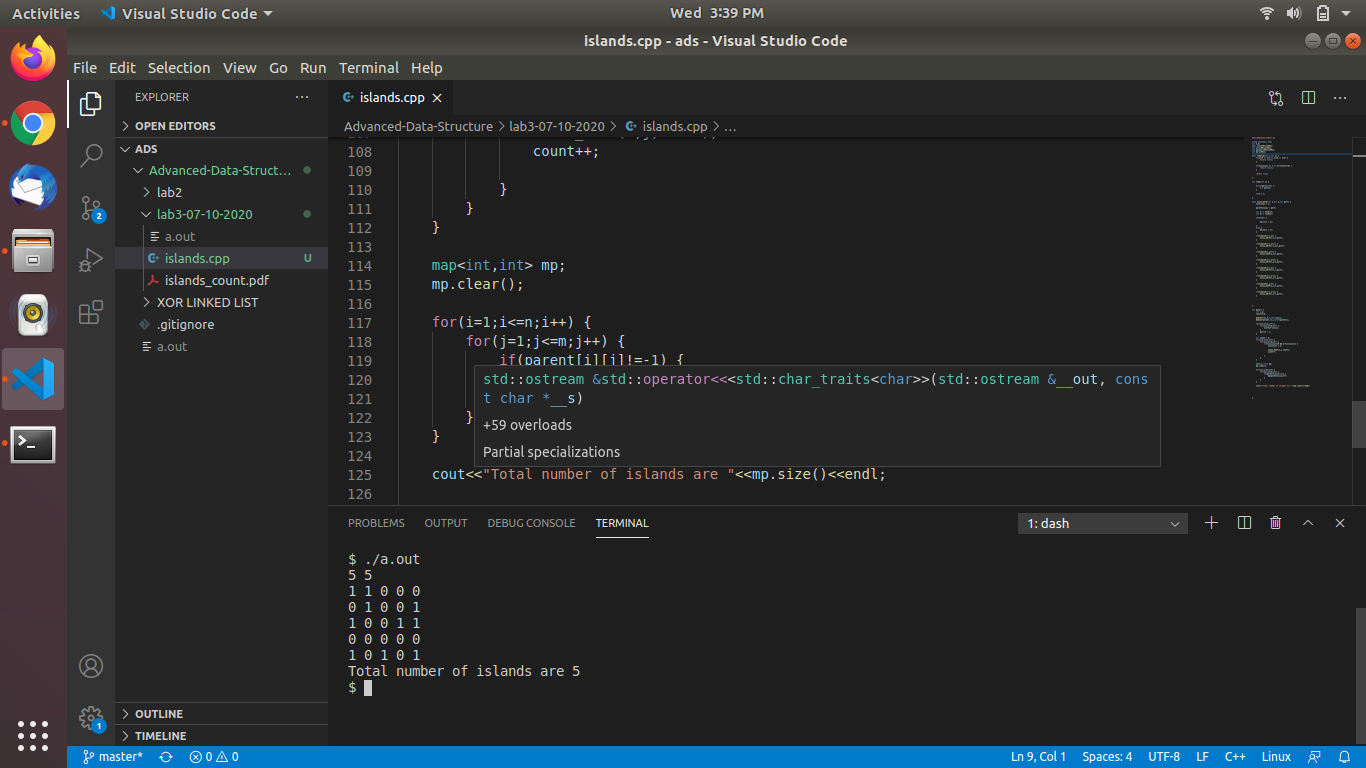 Activities Visual Studio Code Wed 3:39 PM
islands.cpp - ads - Visual Studio Code
File Edit Selection View Go Run Terminal Help
EXPLORER
OPEN EDITORS
ADS
Advanced-Data-Struct...
lab2
lab3-07-10-2020
a.out
islands.cpp U
islands_count.pdf
XOR LINKED LIST
.gitignore
a.out
OUTLINE
TIMELINE
2
1
islands.cpp
Advanced-Data-Structure > lab3-07-10-2020 > islands.cpp > ...
108 count++;
109
110 }
111 }
112 }
113
114 map<int,int> mp;
115 mp.clear();
116
117 for(i=1;i<=n;i++) {
118 for(j=1;j<=m;j++) {
119 if(parent[i][j]!=-1) {
120
121
122 }
123 }
124
125 cout<<"Total number of islands are "<<mp.size()<<endl;
126
std::ostream &std::operator<<<std::char_traits<char>>(std::ostream &__out, cons
t char *__s)
+59 overloads
Partial specializations
PROBLEMS OUTPUT DEBUG CONSOLE TERMINAL 1: dash
$ ./a.out
5 5
1 1 0 0 0
0 1 0 0 1
1 0 0 1 1
0 0 0 0 0
1 0 1 0 1
Total number of islands are 5
$
master* 0 0 Ln 9, Col 1 Spaces: 4 UTF-8 LF C++ Linux